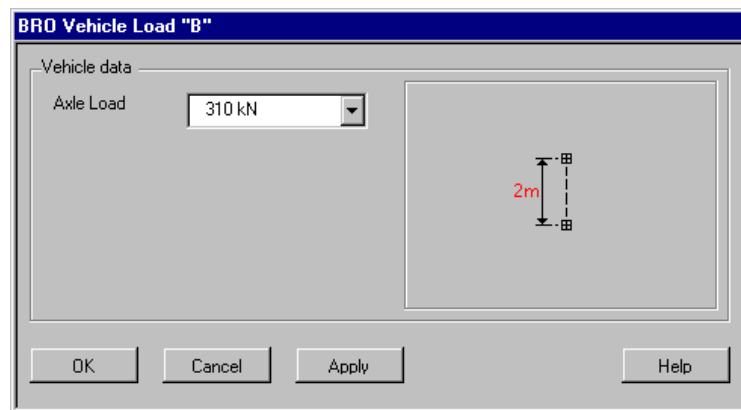 BRO Vehicle Load "B"
Vehicle data
Axle Load
310 kN
2m
OK
Cancel
Apply
Help